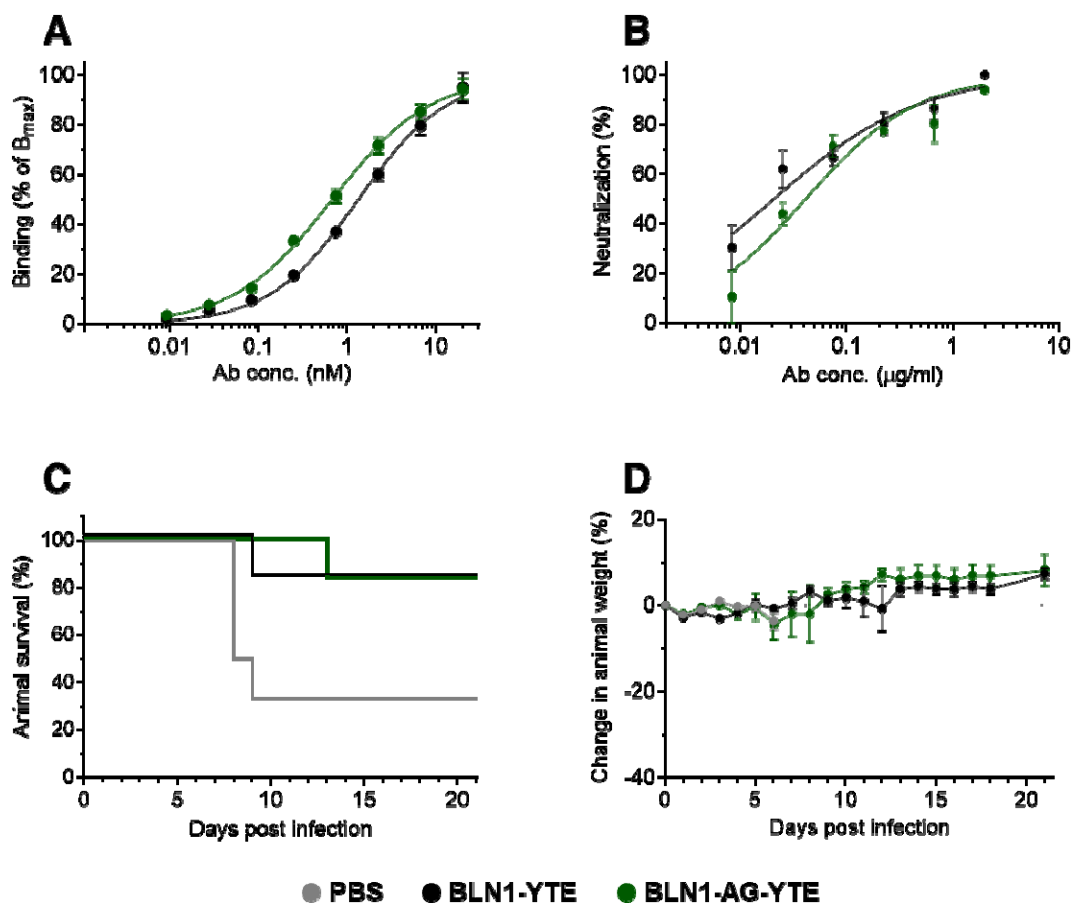 A
B
100
80
60
40
20
0
Binding (% of Bmax)
0.01 0.1 1 10
Ab conc. (nM)
100
80
60
40
20
0
Neutralization (%)
0.01 0.1 1 10
Ab conc. (µg/ml)
C
D
100
80
60
40
20
0
Animal survival (%)
0 5 10 15 20
Days post infection
20
0
-20
-40
Change in animal weight (%)
0 5 10 15 20
Days post infection
PBS BLN1-YTE BLN1-AG-YTE